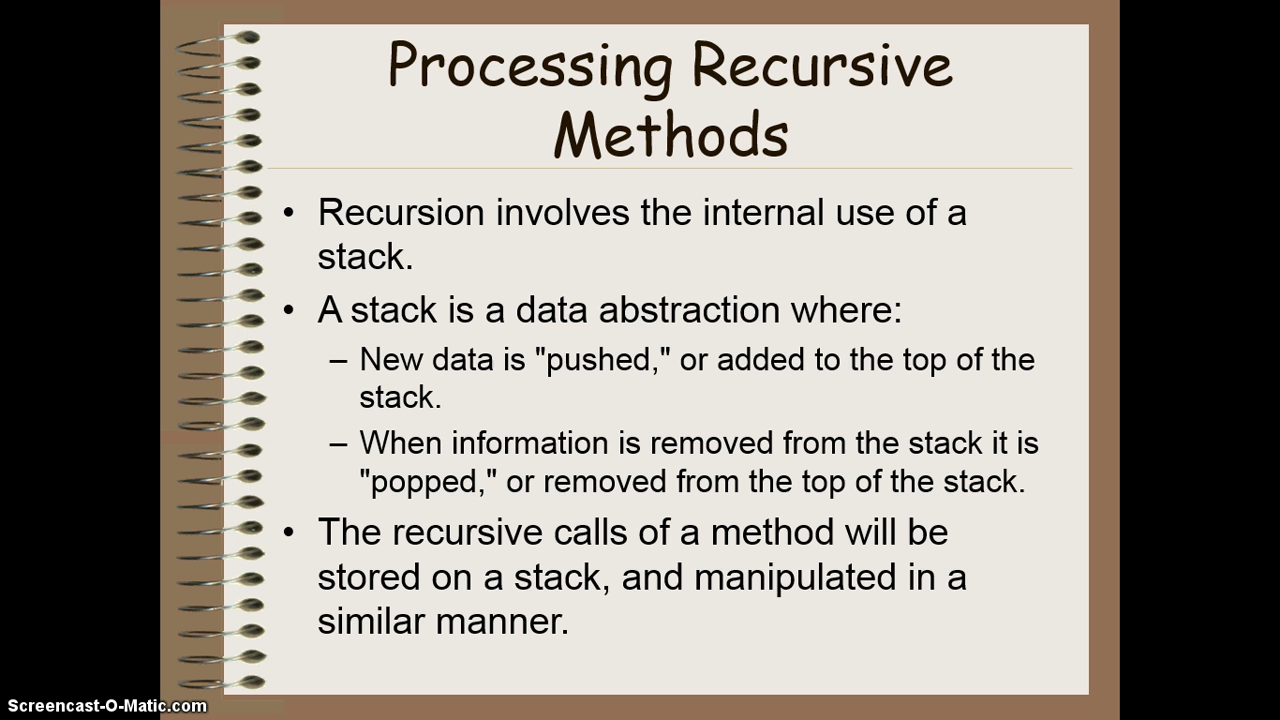 Processing Recursive
Methods
• Recursion involves the internal use of a
stack.
• A stack is a data abstraction where:
– New data is "pushed," or added to the top of the
stack.
– When information is removed from the stack it is
"popped," or removed from the top of the stack.
• The recursive calls of a method will be
stored on a stack, and manipulated in a
similar manner.
Screencast-O-Matic.com